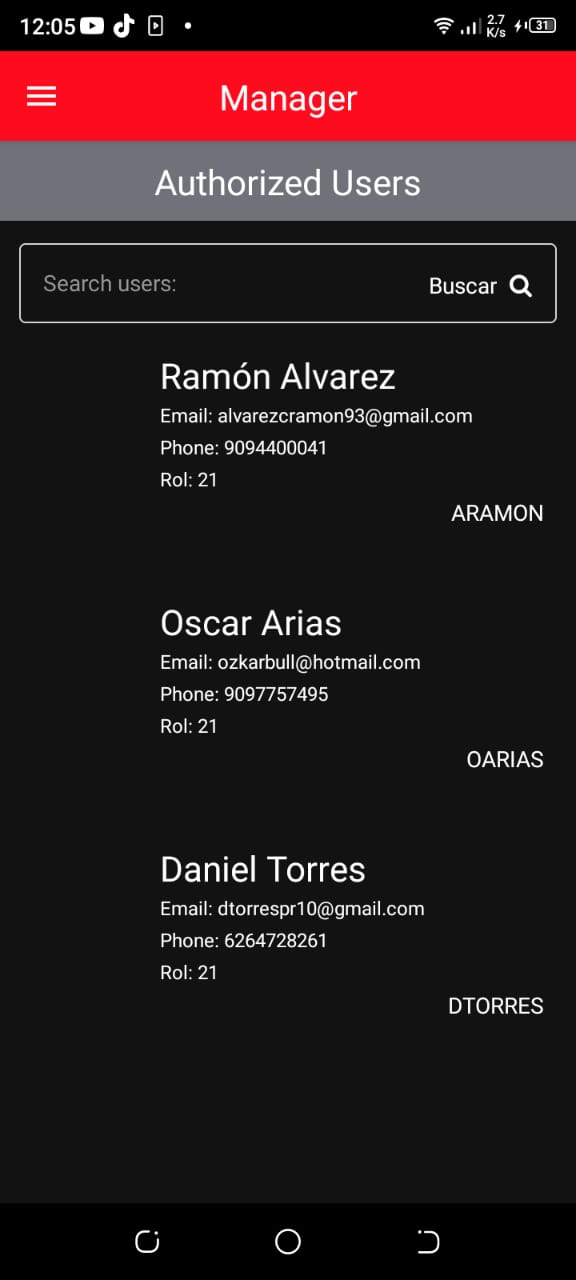 12:05
2.7
K/s
31
Manager
Authorized Users
Search users:
Buscar
Ramón Alvarez
Email: alvarezcramon93@gmail.com
Phone: 9094400041
Rol: 21
ARAMON
Oscar Arias
Email: ozkarbull@hotmail.com
Phone: 9097757495
Rol: 21
OARIAS
Daniel Torres
Email: dtorrespr10@gmail.com
Phone: 6264728261
Rol: 21
DTORRES